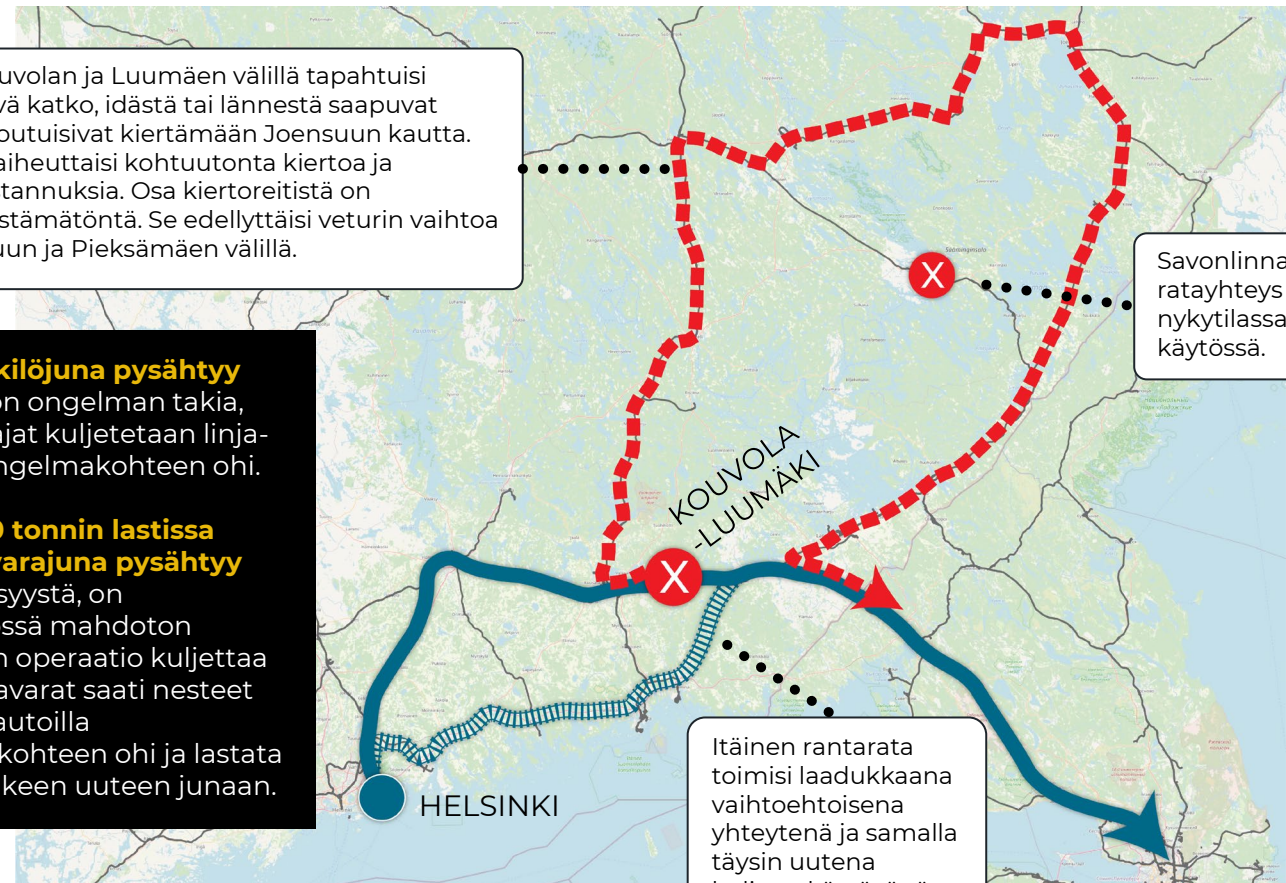 uvolan ja Luumäen välillä tapahtuisi
vä katko, idästä tai lännestä saapuvat
outuisivat kiertämään Joensuun kautta.
aiheuttaisi kohtuutonta kiertoa ja
stannuksia. Osa kiertoreitistä on
stämätöntä. Se edellyttäisi veturin vaihtoa
uun ja Pieksämäen välillä.
X
Savonlinna
ratayhteys
nykytilassa
käytössä.
kilöjuna pysähtyy
on ongelman takia,
ajat kuljetetaan linja-
ngelmakohteen ohi.
0 tonnin lastissa
varajuna pysähtyy
syystä, on
ssä mahdoton
n operaatio kuljettaa
avarat saati nesteet
autoilla
kohteen ohi ja lastata
keen uuteen junaan.
KOUVOLA
-LUUMÄKI
X
HELSINKI
Itäinen rantarata
toimisi laadukkaana
vaihtoehtoisena
yhteytenä ja samalla
täysin uutena